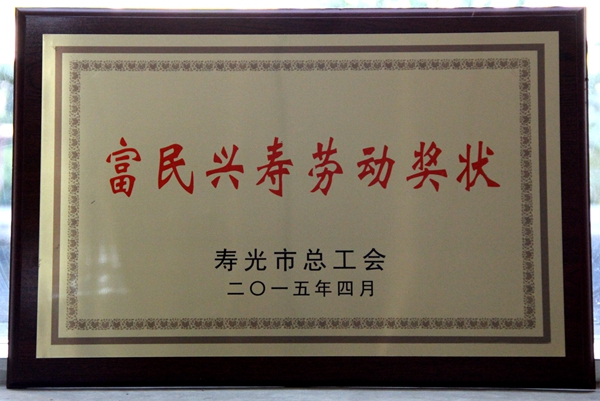 富民兴寿劳动奖状
寿光市总工会
二〇一五年四月